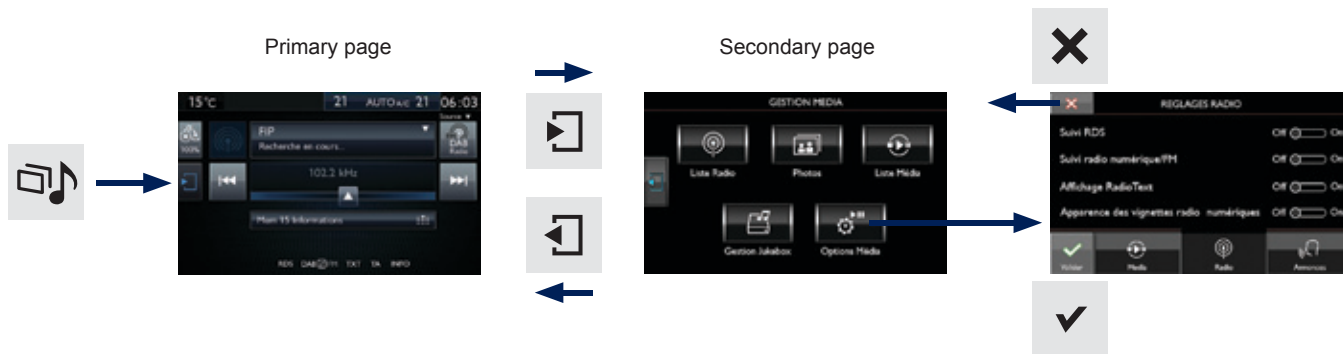 Primary page
Secondary page
15°C 21 AUTO A/C 21 06:03
Source
100%
FIP
Recherche en cours...
DAB
Radio
102.2 kHz
RDS DAB TXT TA INFO
GESTION MEDIA
Liste Radio Photos Liste Média
Gestion Jukebox Options Média
REGLAGES RADIO
Suivi RDS Off On
Suivi radio numérique/FM Off On
Affichage RadioText Off On
Apparence des vignettes radio numériques Off On
Valider Media Radio Annonces